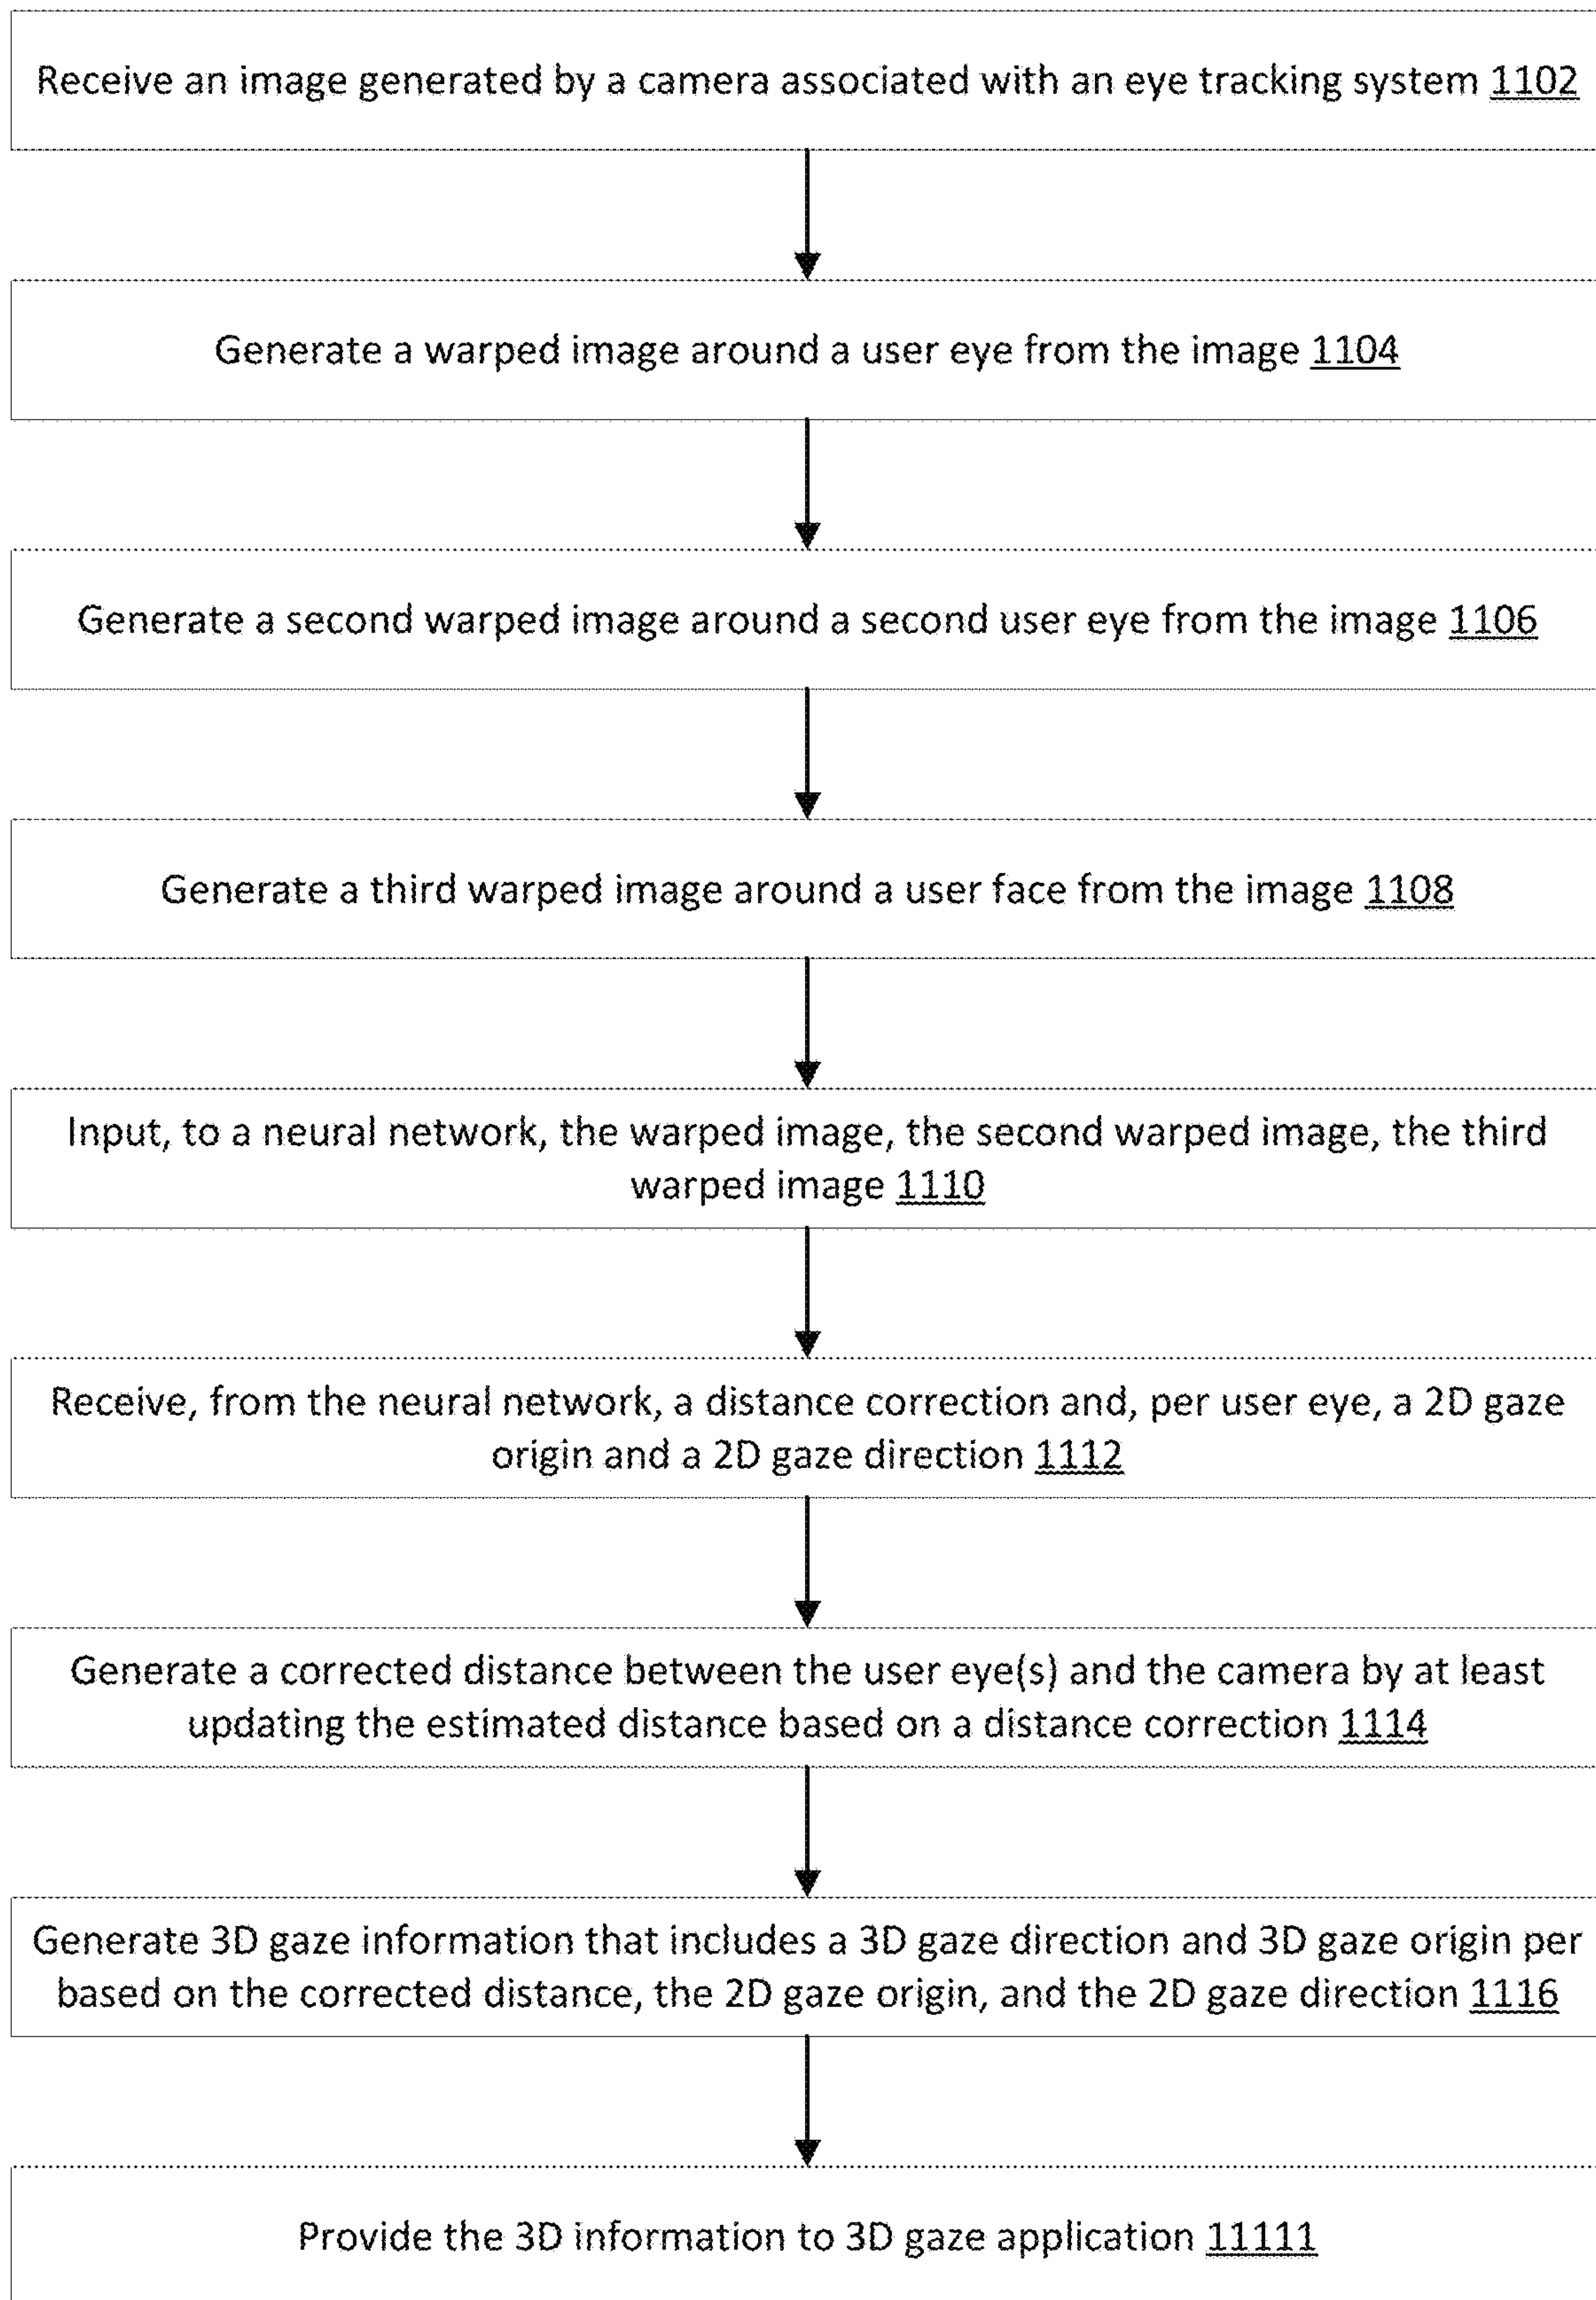 Receive an image generated by a camera associated with an eye tracking system 1102
Generate a warped image around a user eye from the image 1104
Generate a second warped image around a second user eye from the image 1106
Generate a third warped image around a user face from the image 1108
Input, to a neural network, the warped image, the second warped image, the third
warped image 1110
Receive, from the neural network, a distance correction and, per user eye, a 2D gaze
origin and a 2D gaze direction 1112
Generate a corrected distance between the user eye(s) and the camera by at least
updating the estimated distance based on a distance correction 1114
Generate 3D gaze information that includes a 3D gaze direction and 3D gaze origin per
based on the corrected distance, the 2D gaze origin, and the 2D gaze direction 1116
Provide the 3D information to 3D gaze application 11111